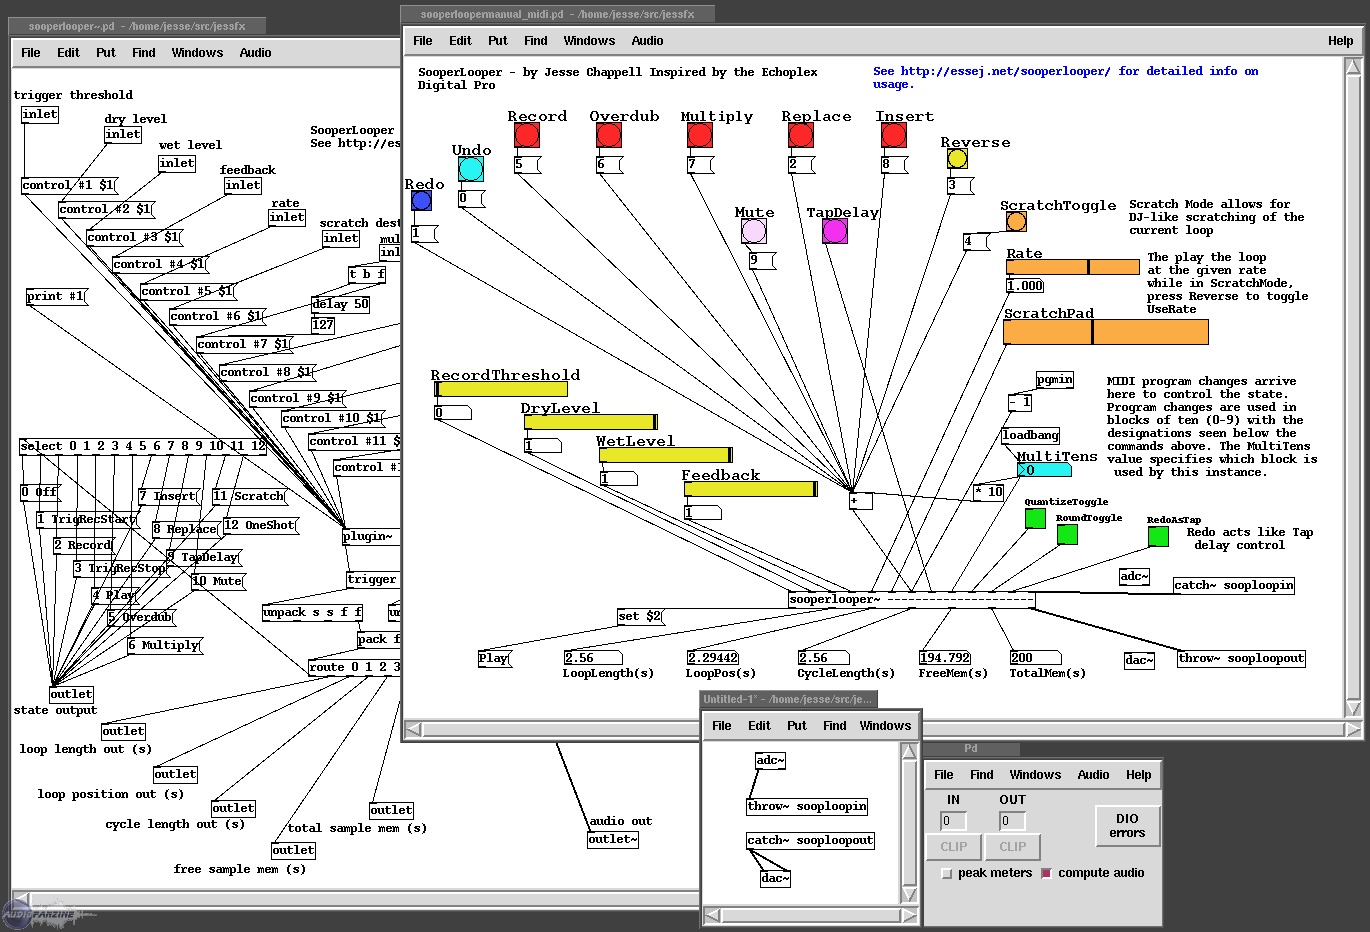 sooperlooper~.pd - /home/jesse/src/jessfx
File Edit Put Find Windows Audio
trigger threshold
inlet
dry level
inlet
wet level
inlet
feedback
inlet
rate
inlet
scratch dest
inlet
mul
inl
SooperLooper
See http://es
control #1 $1
control #2 $1
control #3 $1
control #4 $1
control #5 $1
control #6 $1
control #7 $1
control #8 $1
control #9 $1
control #10 $1
control #11 $
control #1
t b f
delay 50
127
print #1
select 0 1 2 3 4 5 6 7 8 9 10 11 12
0 Off
1 TrigRecStart
2 Record
3 TrigRecStop
4 Play
5 Overdub
6 Multiply
7 Insert
8 Replace
9 TapDelay
10 Mute
11 Scratch
12 OneShot
plugin~
trigger
unpack s s f f
pack f
route 0 1 2 3
outlet
state output
outlet
loop length out (s)
outlet
loop position out (s)
outlet
cycle length out (s)
outlet
total sample mem (s)
outlet
free sample mem (s)
audio out
outlet~
sooperloopermanual_midi.pd - /home/jesse/src/jessfx
File Edit Put Find Windows Audio Help
SooperLooper - by Jesse Chappell Inspired by the Echoplex
Digital Pro
See http://essej.net/sooperlooper/ for detailed info on
usage.
Record
5
Overdub
6
Multiply
7
Replace
2
Insert
8
Reverse
3
Undo
0
Redo
1
Mute
9
TapDelay
ScratchToggle
4
Scratch Mode allows for
DJ-like scratching of the
current loop
Rate
1.000
The play the loop
at the given rate
while in ScratchMode,
press Reverse to toggle
UseRate
ScratchPad
RecordThreshold
0
DryLevel
1
WetLevel
1
Feedback
1
pgmin
- 1
loadbang
MultiTens
0
* 10
+
MIDI program changes arrive
here to control the state.
Program changes are used in
blocks of ten (0-9) with the
designations seen below the
commands above. The MultiTens
value specifies which block is
used by this instance.
QuantizeToggle
RoundToggle
RedoAsTap
Redo acts like Tap
delay control
adc~
catch~ sooploopin
sooperlooper~
set $2
Play
2.56
LoopLength(s)
2.29442
LoopPos(s)
2.56
CycleLength(s)
194.792
FreeMem(s)
200
TotalMem(s)
dac~
throw~ sooploopout
Untitled-1* - /home/jesse/src/je...
File Edit Put Find Windows
adc~
throw~ sooploopin
catch~ sooploopout
dac~
Pd
File Find Windows Audio Help
IN OUT
0 0
CLIP CLIP
DIO
errors
peak meters compute audio
AUDIOFANZINE